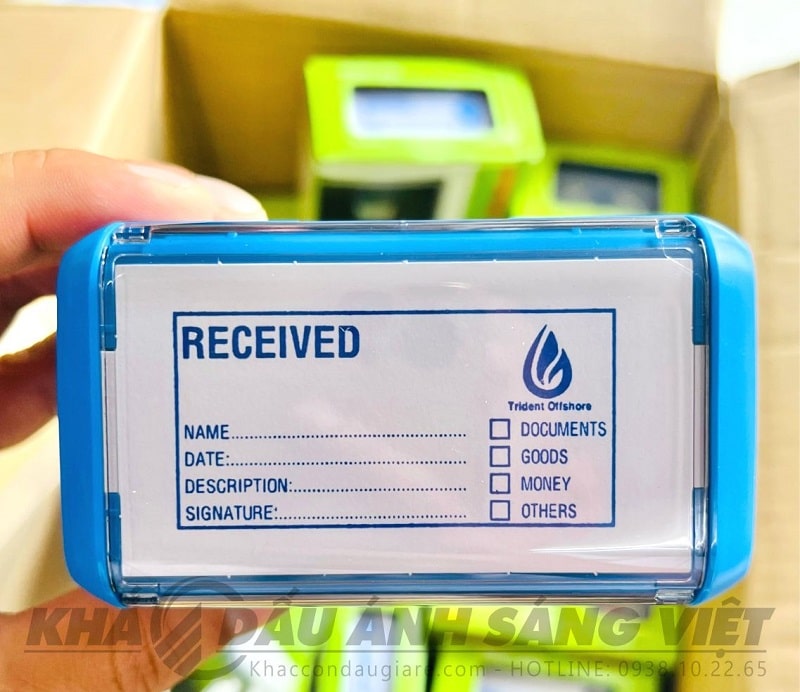 RECEIVED
Trident Offshore
NAME..............................................
DATE:..............................................
DESCRIPTION:..................................
SIGNATURE:.....................................
DOCUMENTS
GOODS
MONEY
OTHERS
DẤU ÁNH SÁNG VIỆT
Khaccondaugiare.com - HOTLINE: 0938.10.22.65